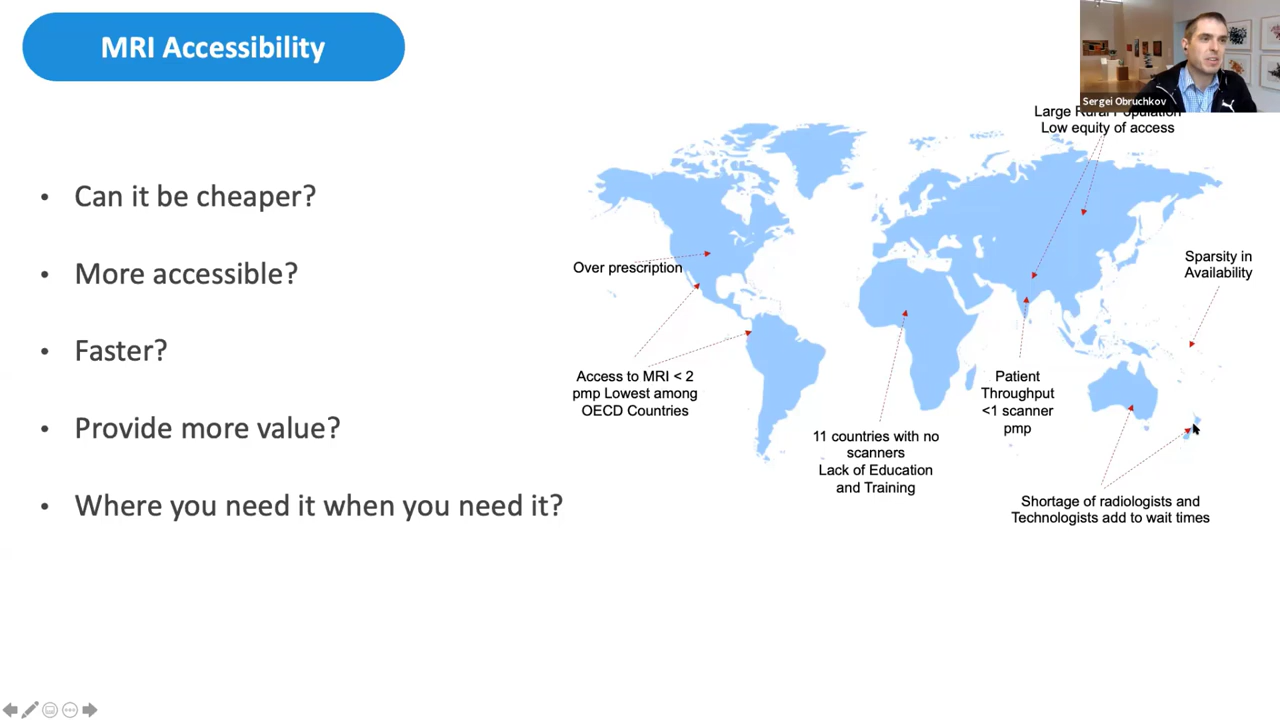 MRI Accessibility
Sergei Obruchkov
Large Rural Population
Low equity of access
• Can it be cheaper?
• More accessible?
• Faster?
• Provide more value?
• Where you need it when you need it?
Over prescription
Sparsity in
Availability
Access to MRI < 2
pmp Lowest among
OECD Countries
Patient
Throughput
<1 scanner
pmp
11 countries with no
scanners
Lack of Education
and Training
Shortage of radiologists and
Technologists add to wait times